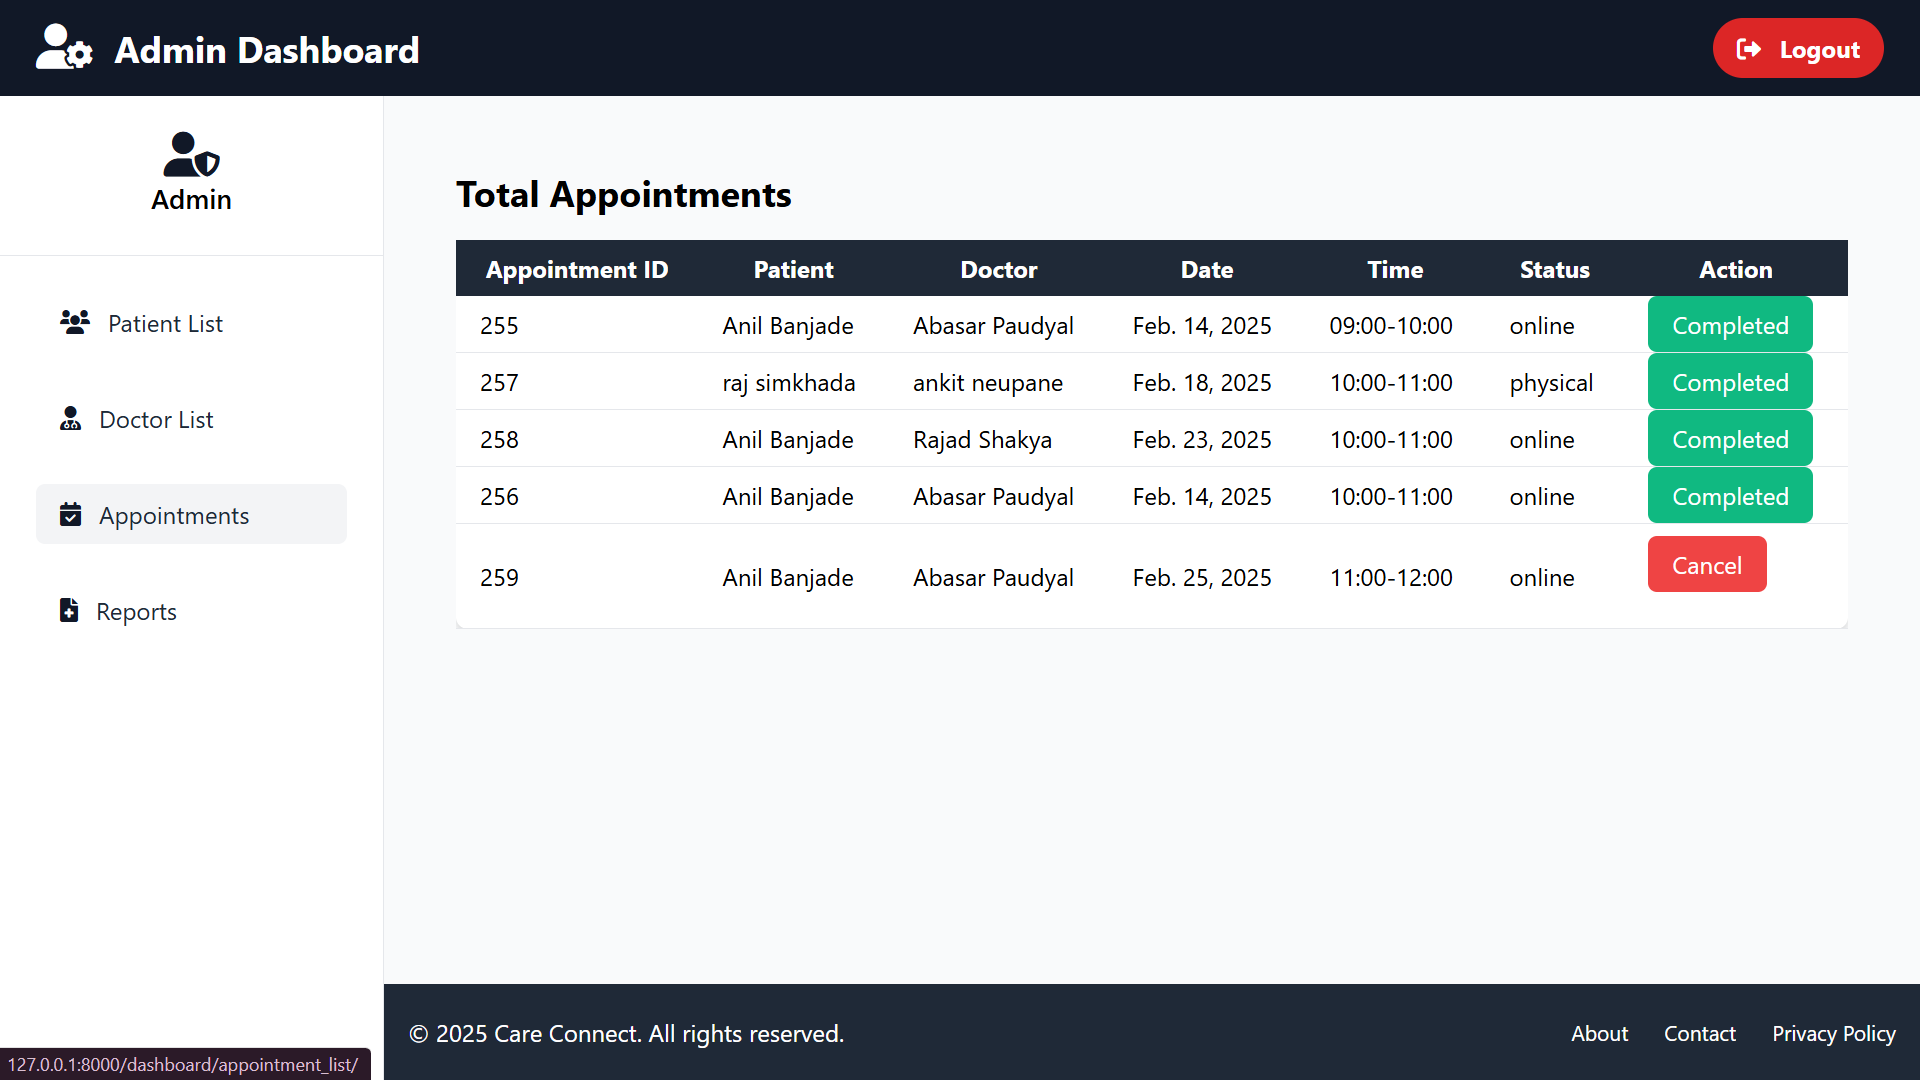 Admin Dashboard
Logout
Admin
Patient List
Doctor List
Appointments
Reports
Total Appointments
Appointment ID Patient Doctor Date Time Status Action
255 Anil Banjade Abasar Paudyal Feb. 14, 2025 09:00-10:00 online Completed
257 raj simkhada ankit neupane Feb. 18, 2025 10:00-11:00 physical Completed
258 Anil Banjade Rajad Shakya Feb. 23, 2025 10:00-11:00 online Completed
256 Anil Banjade Abasar Paudyal Feb. 14, 2025 10:00-11:00 online Completed
259 Anil Banjade Abasar Paudyal Feb. 25, 2025 11:00-12:00 online Cancel
© 2025 Care Connect. All rights reserved.
About Contact Privacy Policy
127.0.0.1:8000/dashboard/appointment_list/